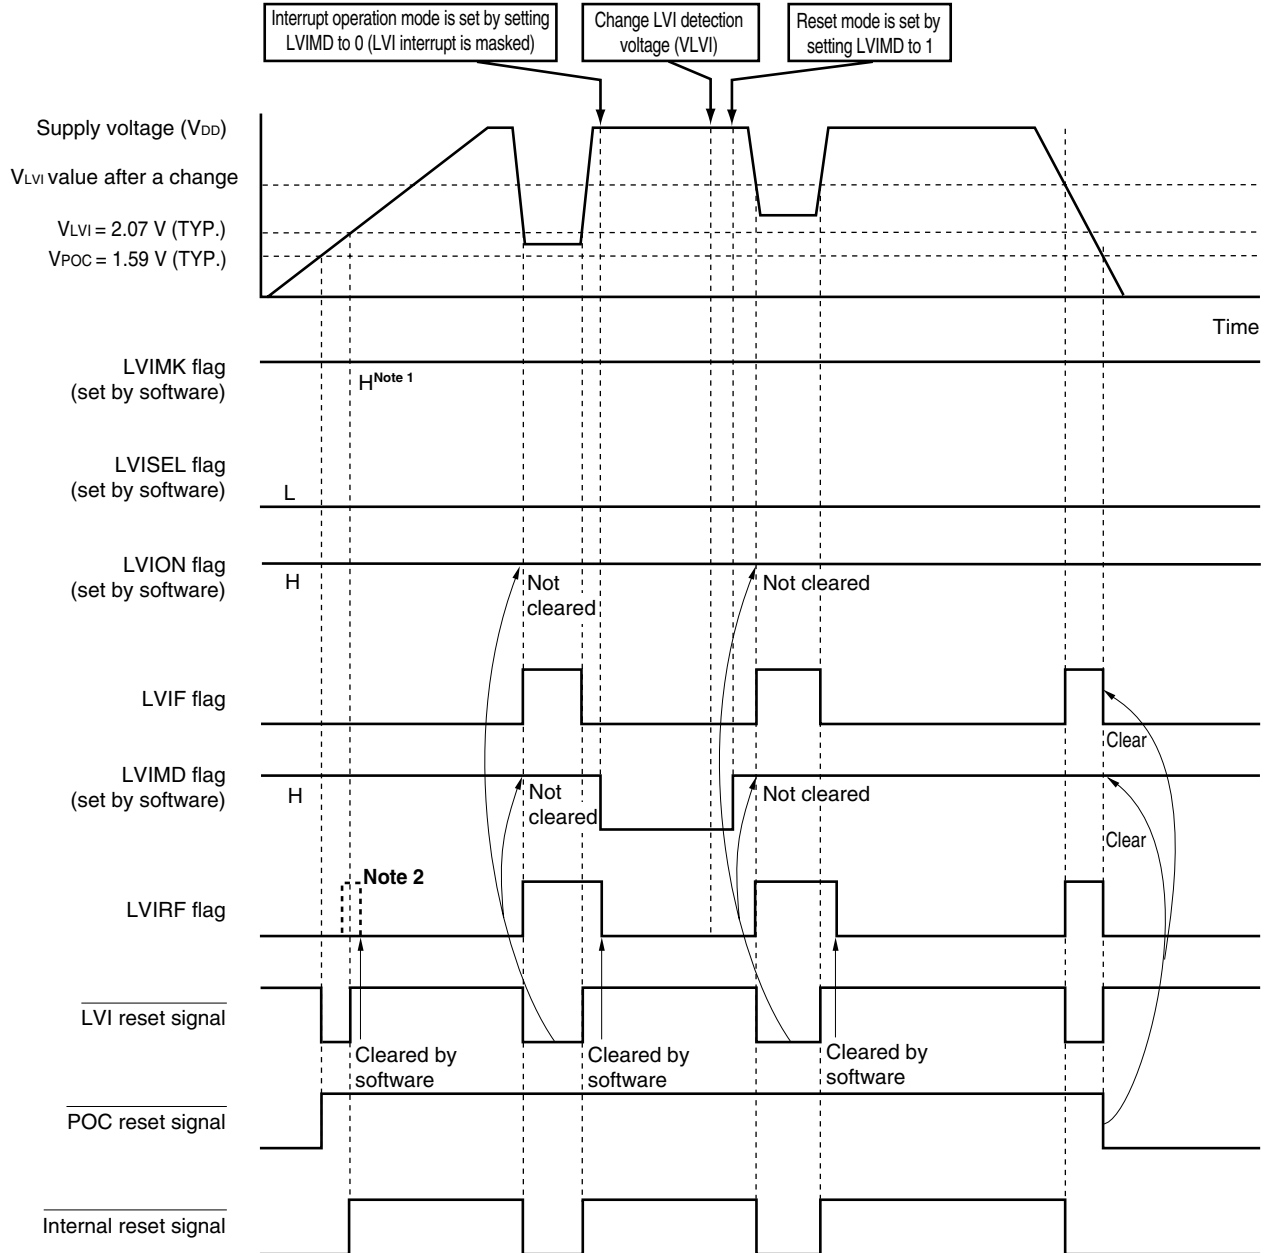 Interrupt operation mode is set by setting
LVIMD to 0 (LVI interrupt is masked)
Change LVI detection
voltage (VLVI)
Reset mode is set by
setting LVIMD to 1
Supply voltage (VDD)
VLVI value after a change
VLVI = 2.07 V (TYP.)
VPOC = 1.59 V (TYP.)
Time
LVIMK flag
(set by software)
H Note 1
LVISEL flag
(set by software)
L
LVION flag
(set by software)
H
Not
cleared
Not cleared
LVIF flag
Clear
LVIMD flag
(set by software)
H
Not
cleared
Not cleared
Clear
Note 2
LVIRF flag
LVI reset signal
Cleared by
software
Cleared by
software
Cleared by
software
POC reset signal
Internal reset signal